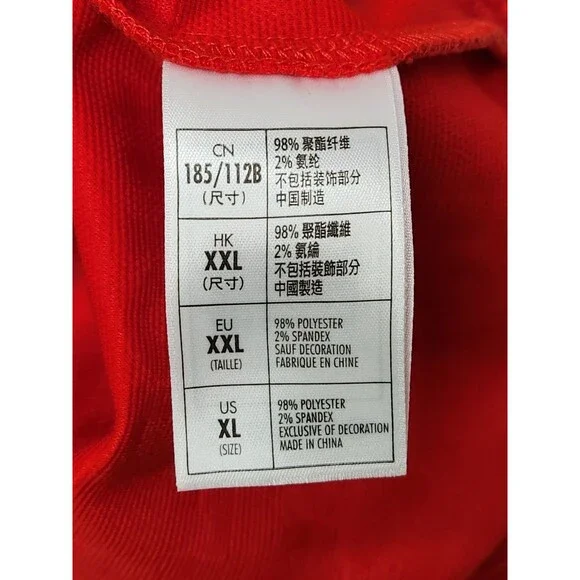 CN
185/112B
(尺寸)
98% 聚酯纤维
2% 氨纶
不包括装饰部分
中国制造
HK
XXL
(尺寸)
98% 聚酯纖維
2% 氨綸
不包括裝飾部分
中國製造
EU
XXL
(TAILLE)
98% POLYESTER
2% SPANDEX
SAUF DECORATION
FABRIQUE EN CHINE
US
XL
(SIZE)
98% POLYESTER
2% SPANDEX
EXCLUSIVE OF DECORATION
MADE IN CHINA